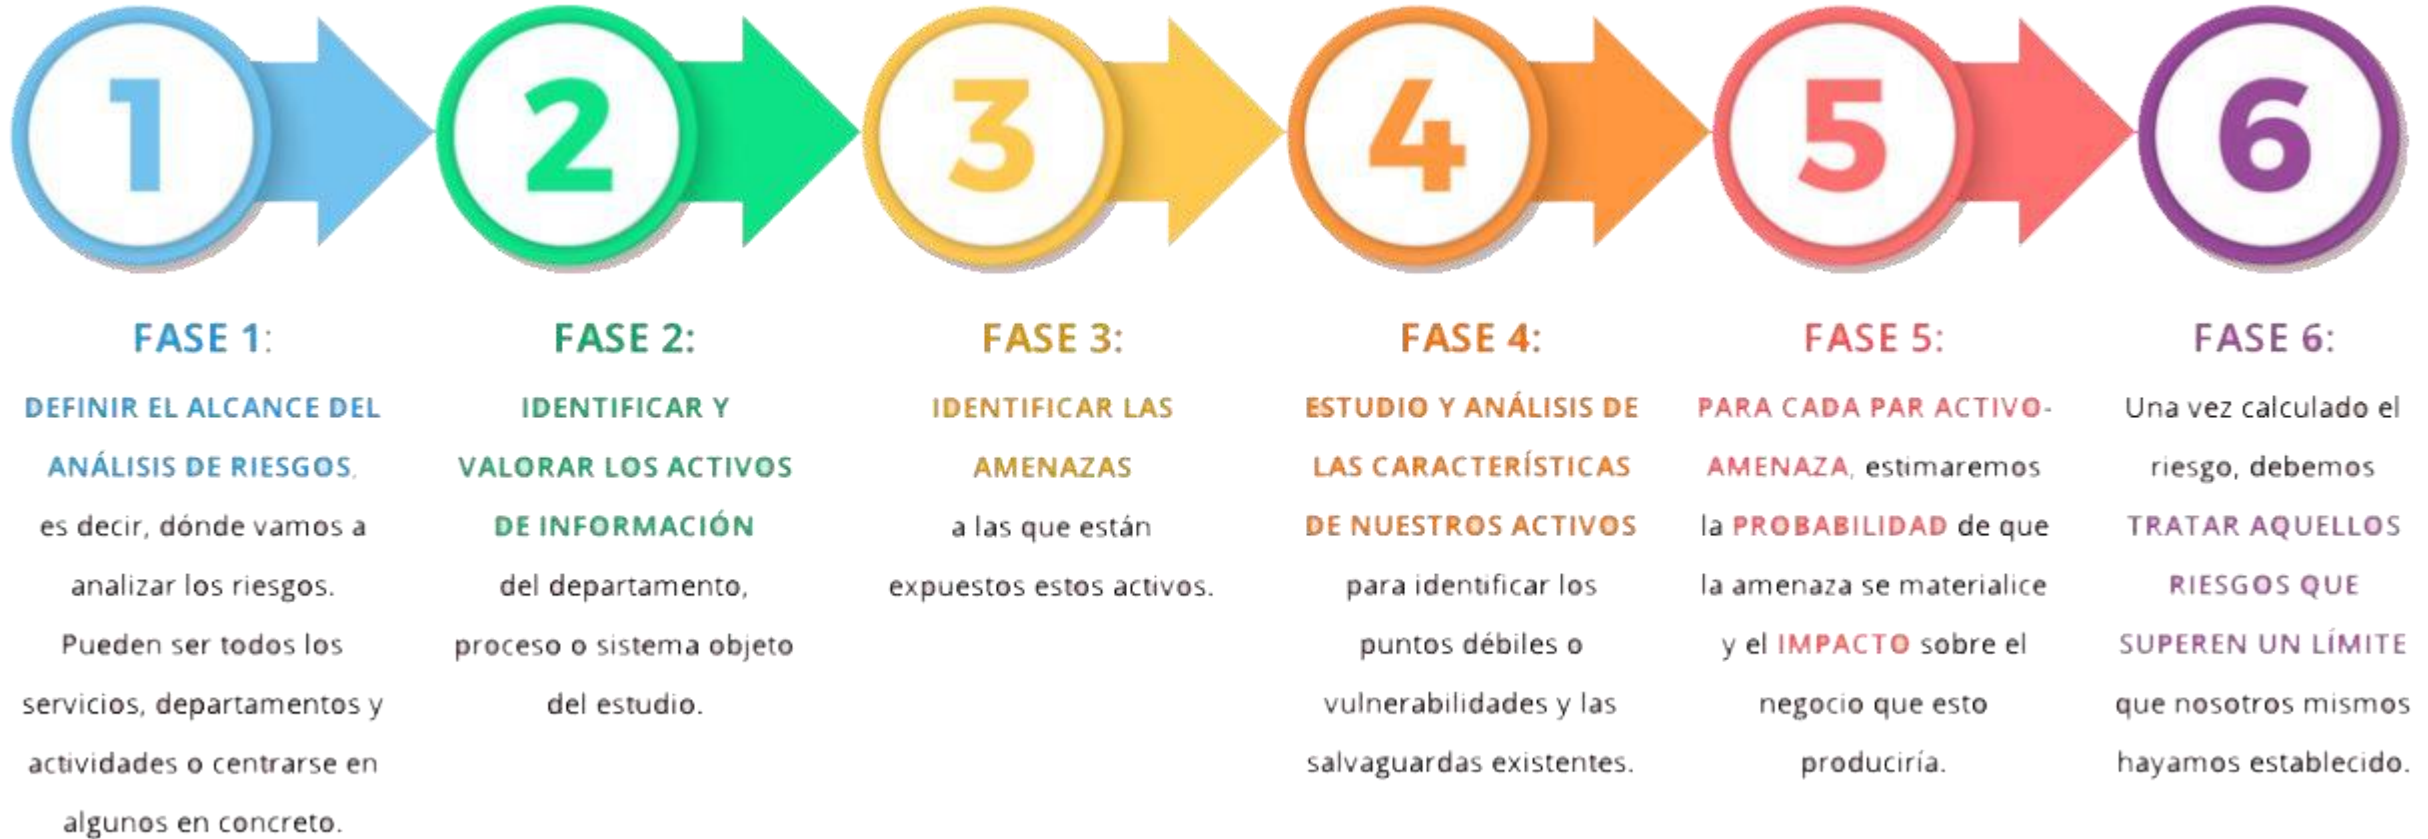 1
2
3
4
5
6
FASE 1:
DEFINIR EL ALCANCE DEL
ANÁLISIS DE RIESGOS,
es decir, dónde vamos a
analizar los riesgos.
Pueden ser todos los
servicios, departamentos y
actividades o centrarse en
algunos en concreto.
FASE 2:
IDENTIFICAR Y
VALORAR LOS ACTIVOS
DE INFORMACIÓN
del departamento,
proceso o sistema objeto
del estudio.
FASE 3:
IDENTIFICAR LAS
AMENAZAS
a las que están
expuestos estos activos.
FASE 4:
ESTUDIO Y ANÁLISIS DE
LAS CARACTERÍSTICAS
DE NUESTROS ACTIVOS
para identificar los
puntos débiles o
vulnerabilidades y las
salvaguardas existentes.
FASE 5:
PARA CADA PAR ACTIVO-
AMENAZA, estimaremos
la PROBABILIDAD de que
la amenaza se materialice
y el IMPACTO sobre el
negocio que esto
produciría.
FASE 6:
Una vez calculado el
riesgo, debemos
TRATAR AQUELLOS
RIESGOS QUE
SUPEREN UN LÍMITE
que nosotros mismos
hayamos establecido.